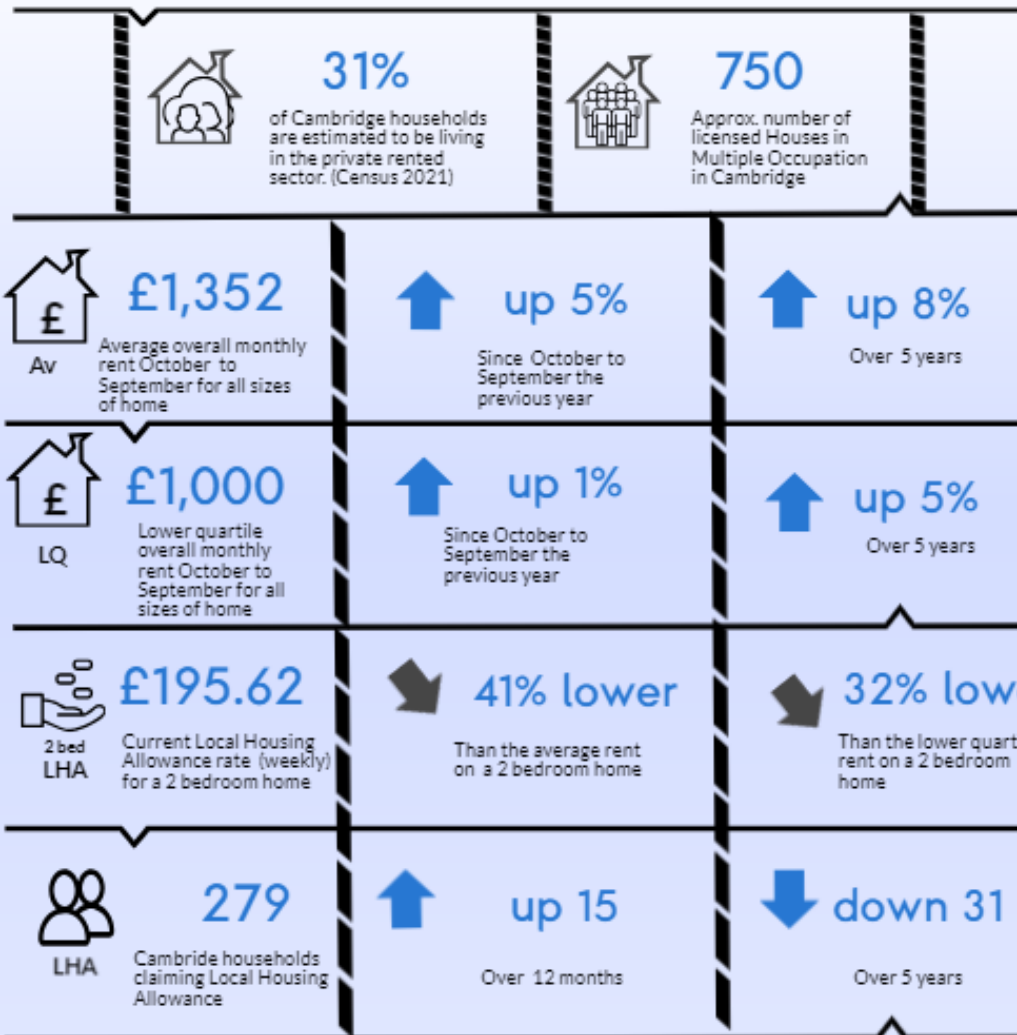 31%
of Cambridge households
are estimated to be living
in the private rented
sector. (Census 2021)
750
Approx. number of
licensed Houses in
Multiple Occupation
in Cambridge
£
Av
£1,352
Average overall monthly
rent October to
September for all sizes
of home
up 5%
Since October to
September the
previous year
up 8%
Over 5 years
£
LQ
£1,000
Lower quartile
overall monthly
rent October to
September for all
sizes of home
up 1%
Since October to
September the
previous year
up 5%
Over 5 years
2 bed
LHA
£195.62
Current Local Housing
Allowance rate (weekly)
for a 2 bedroom home
41% lower
Than the average rent
on a 2 bedroom home
32% low
Than the lower quart
rent on a 2 bedroom
home
LHA
279
Cambride households
claiming Local Housing
Allowance
up 15
Over 12 months
down 31
Over 5 years